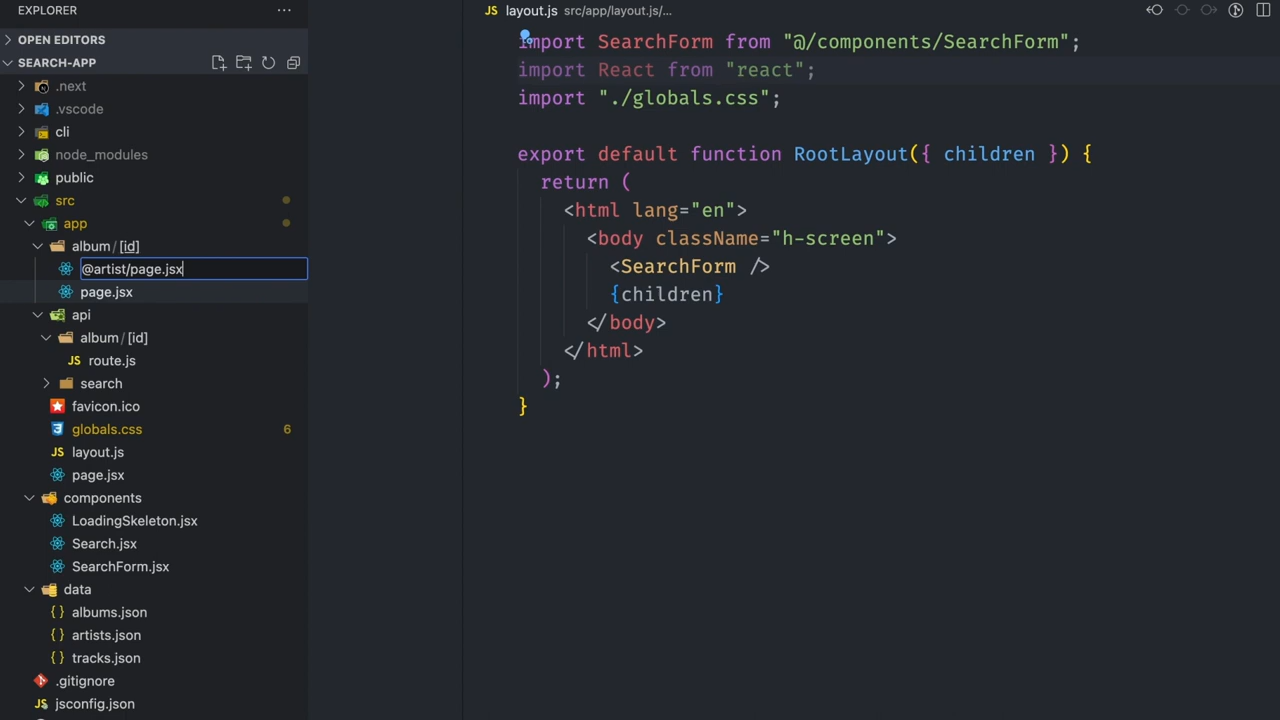 EXPLORER
OPEN EDITORS
SEARCH-APP
.next
.vscode
cli
node_modules
public
src
app
album / [id]
@artist/page.jsx
page.jsx
api
album / [id]
JS route.js
search
favicon.ico
globals.css 6
JS layout.js
page.jsx
components
LoadingSkeleton.jsx
Search.jsx
SearchForm.jsx
data
{} albums.json
{} artists.json
{} tracks.json
.gitignore
JS jsconfig.json
JS layout.js src/app/layout.js/...
import SearchForm from "@/components/SearchForm";
import React from "react";
import "./globals.css";
export default function RootLayout({ children }) {
return (
<html lang="en">
<body className="h-screen">
<SearchForm />
{children}
</body>
</html>
);
}